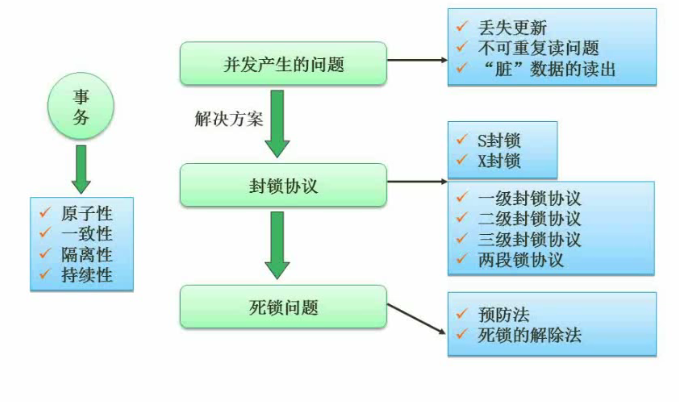 事
务
原子性
一致性
隔离性
持续性
并发产生的问题
丢失更新
不可重复读问题
“脏”数据的读出
解决方案
封锁协议
S封锁
X封锁
一级封锁协议
二级封锁协议
三级封锁协议
两段锁协议
死锁问题
预防法
死锁的解除法